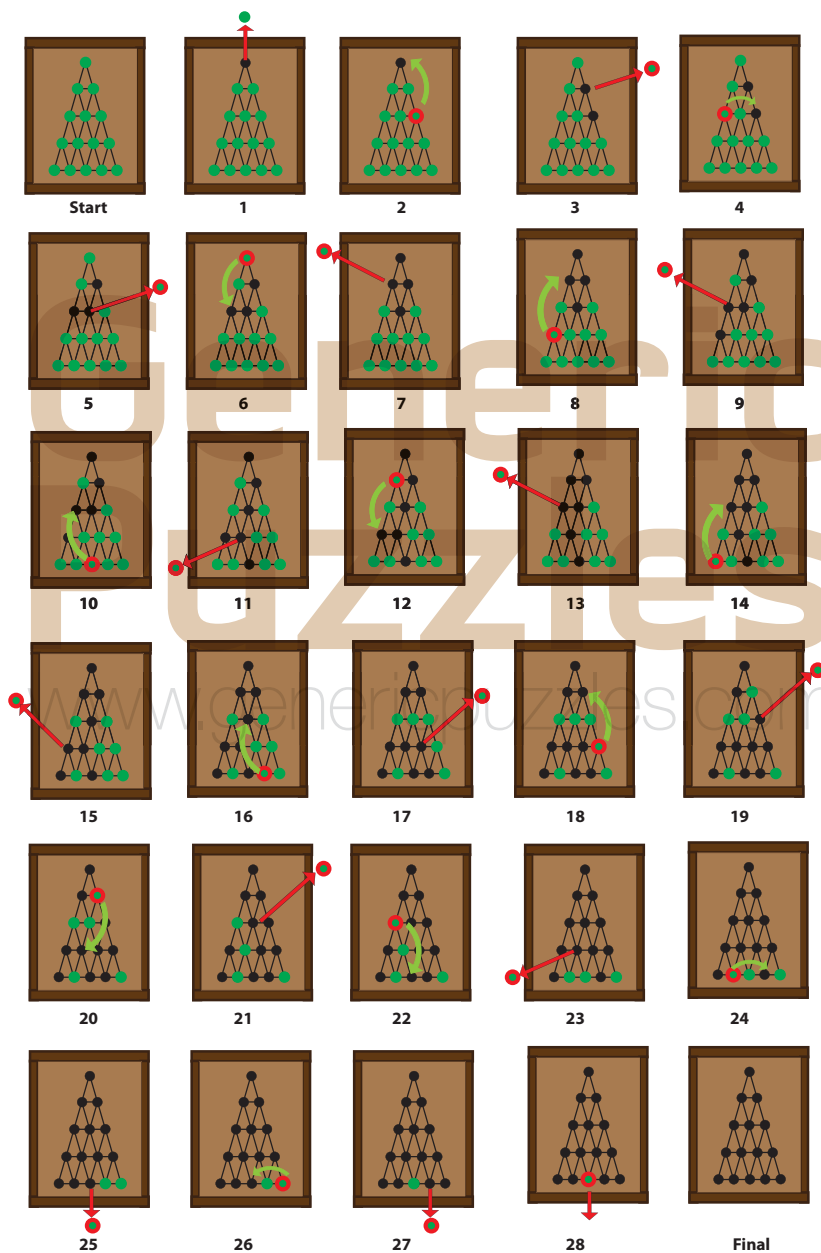 Start 1 2 3 4
5 6 7 8 9
10 11 12 13 14
15 16 17 18 19
20 21 22 23 24
25 26 27 28 Final
Generic
Puzzles
www.genericpuzzles.com